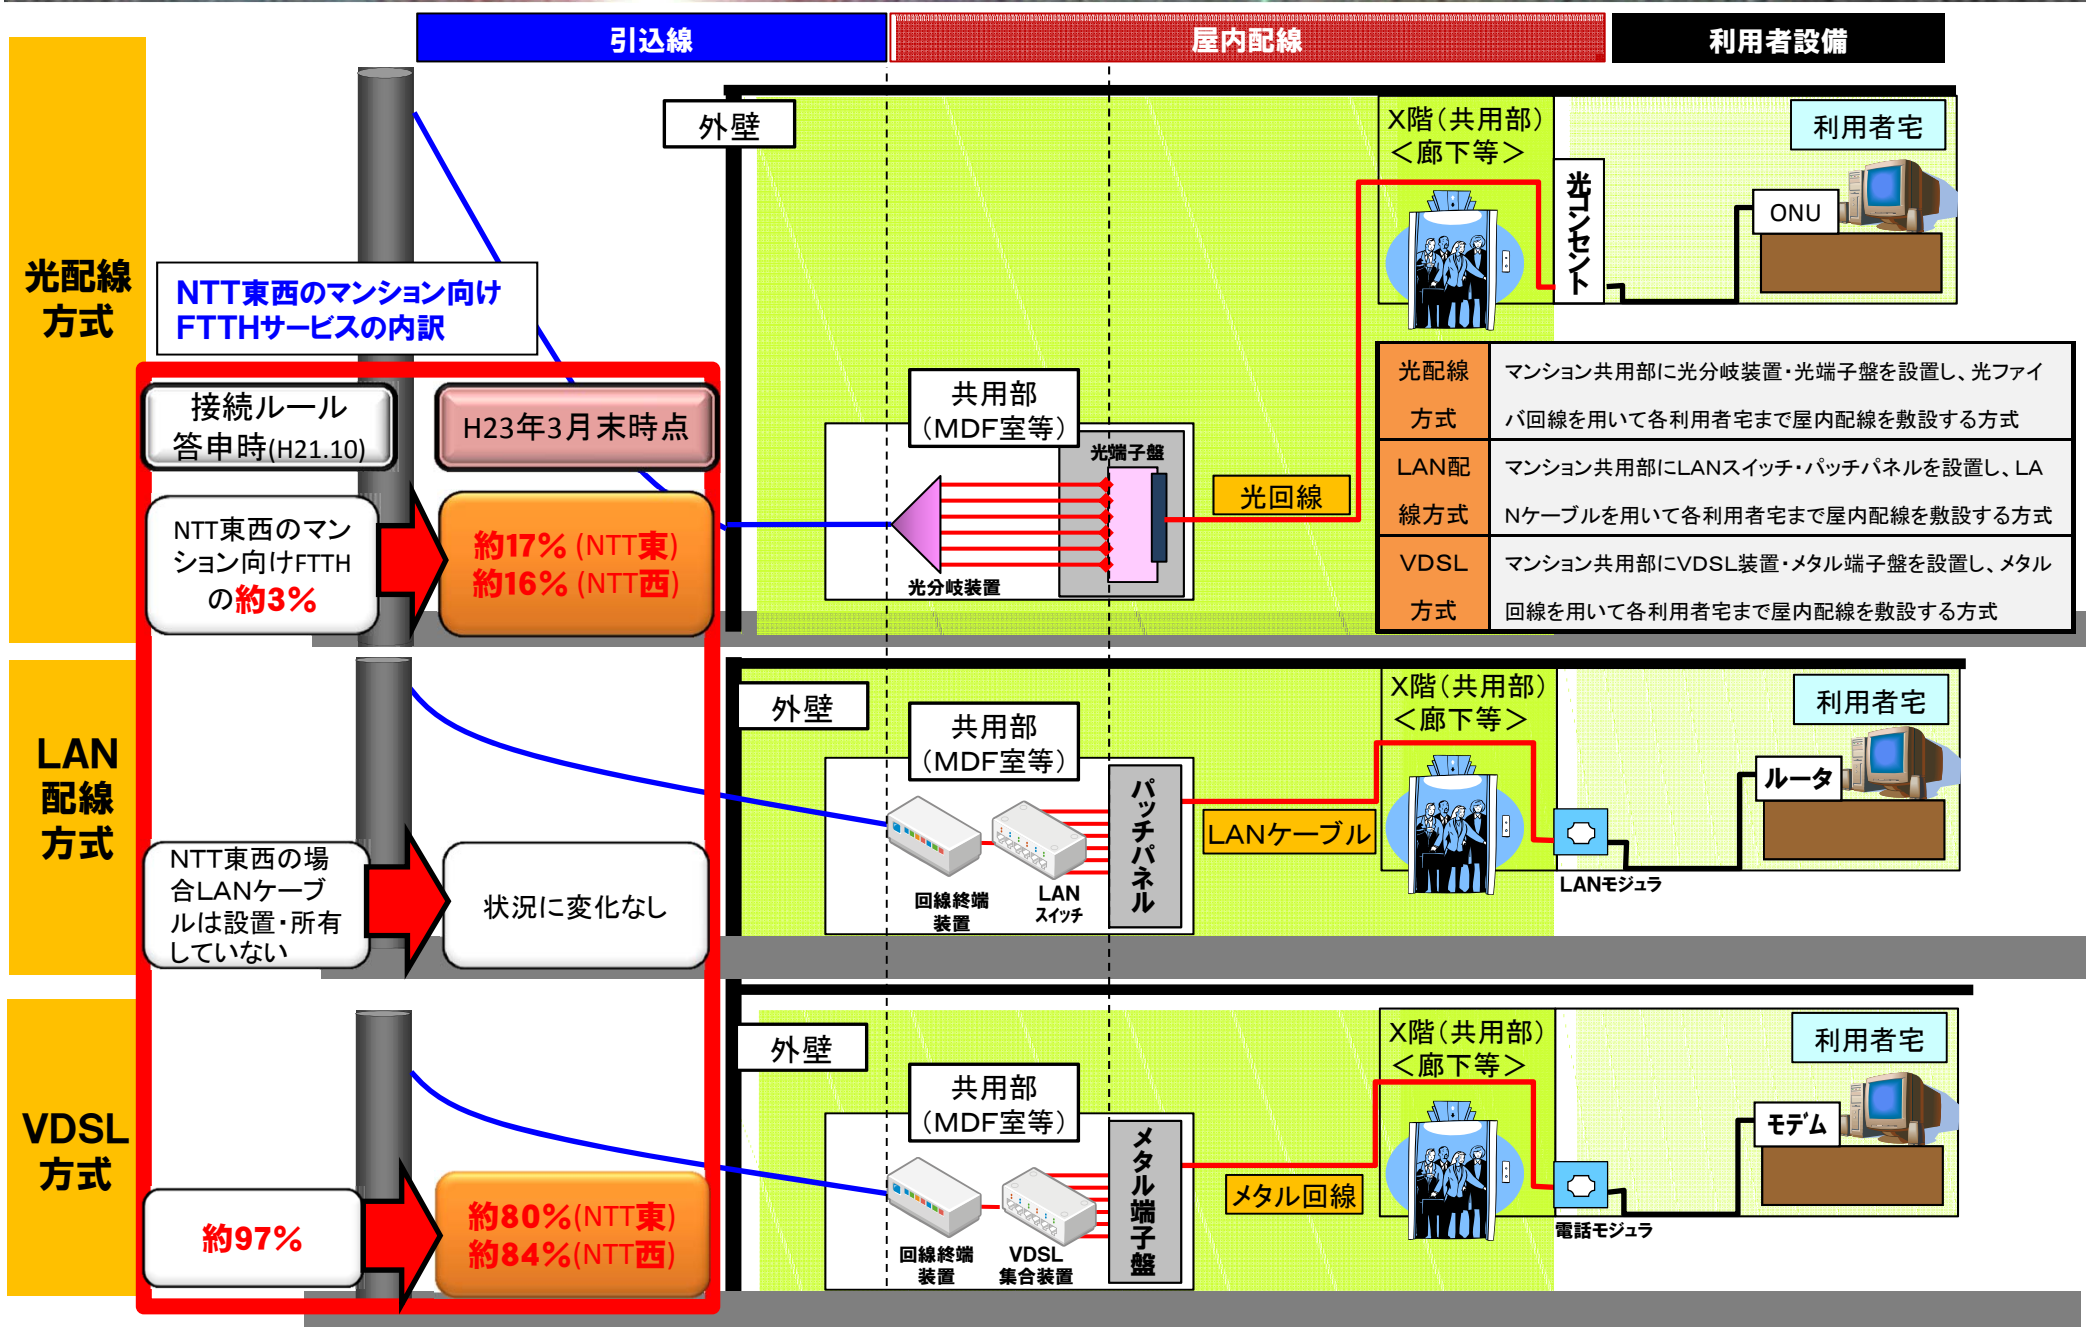 引込線
屋内配線
利用者設備
光配線
方式
外壁
X階（共用部）
＜廊下等＞
光コンセント
利用者宅
ONU
NTT東西のマンション向け
FTTHサービスの内訳
接続ルール
答申時(H21.10)
H23年3月末時点
NTT東西のマン
ション向けFTTH
の約3%
約17% (NTT東)
約16% (NTT西)
共用部
（MDF室等）
光端子盤
光分岐装置
光回線
光配線
方式
マンション共用部に光分岐装置・光端子盤を設置し、光ファイ
バ回線を用いて各利用者宅まで屋内配線を敷設する方式
LAN配
線方式
マンション共用部にLANスイッチ・パッチパネルを設置し、LA
Nケーブルを用いて各利用者宅まで屋内配線を敷設する方式
VDSL
方式
マンション共用部にVDSL装置・メタル端子盤を設置し、メタル
回線を用いて各利用者宅まで屋内配線を敷設する方式
LAN
配線
方式
NTT東西の場
合LANケーブ
ルは設置・所有
していない
状況に変化なし
外壁
共用部
（MDF室等）
回線終端
装置
LAN
スイッチ
パッチパネル
LANケーブル
X階（共用部）
＜廊下等＞
LANモジュラ
利用者宅
ルータ
VDSL
方式
約97%
約80%(NTT東)
約84%(NTT西)
外壁
共用部
（MDF室等）
回線終端
装置
VDSL
集合装置
メタル端子盤
メタル回線
X階（共用部）
＜廊下等＞
電話モジュラ
利用者宅
モデム